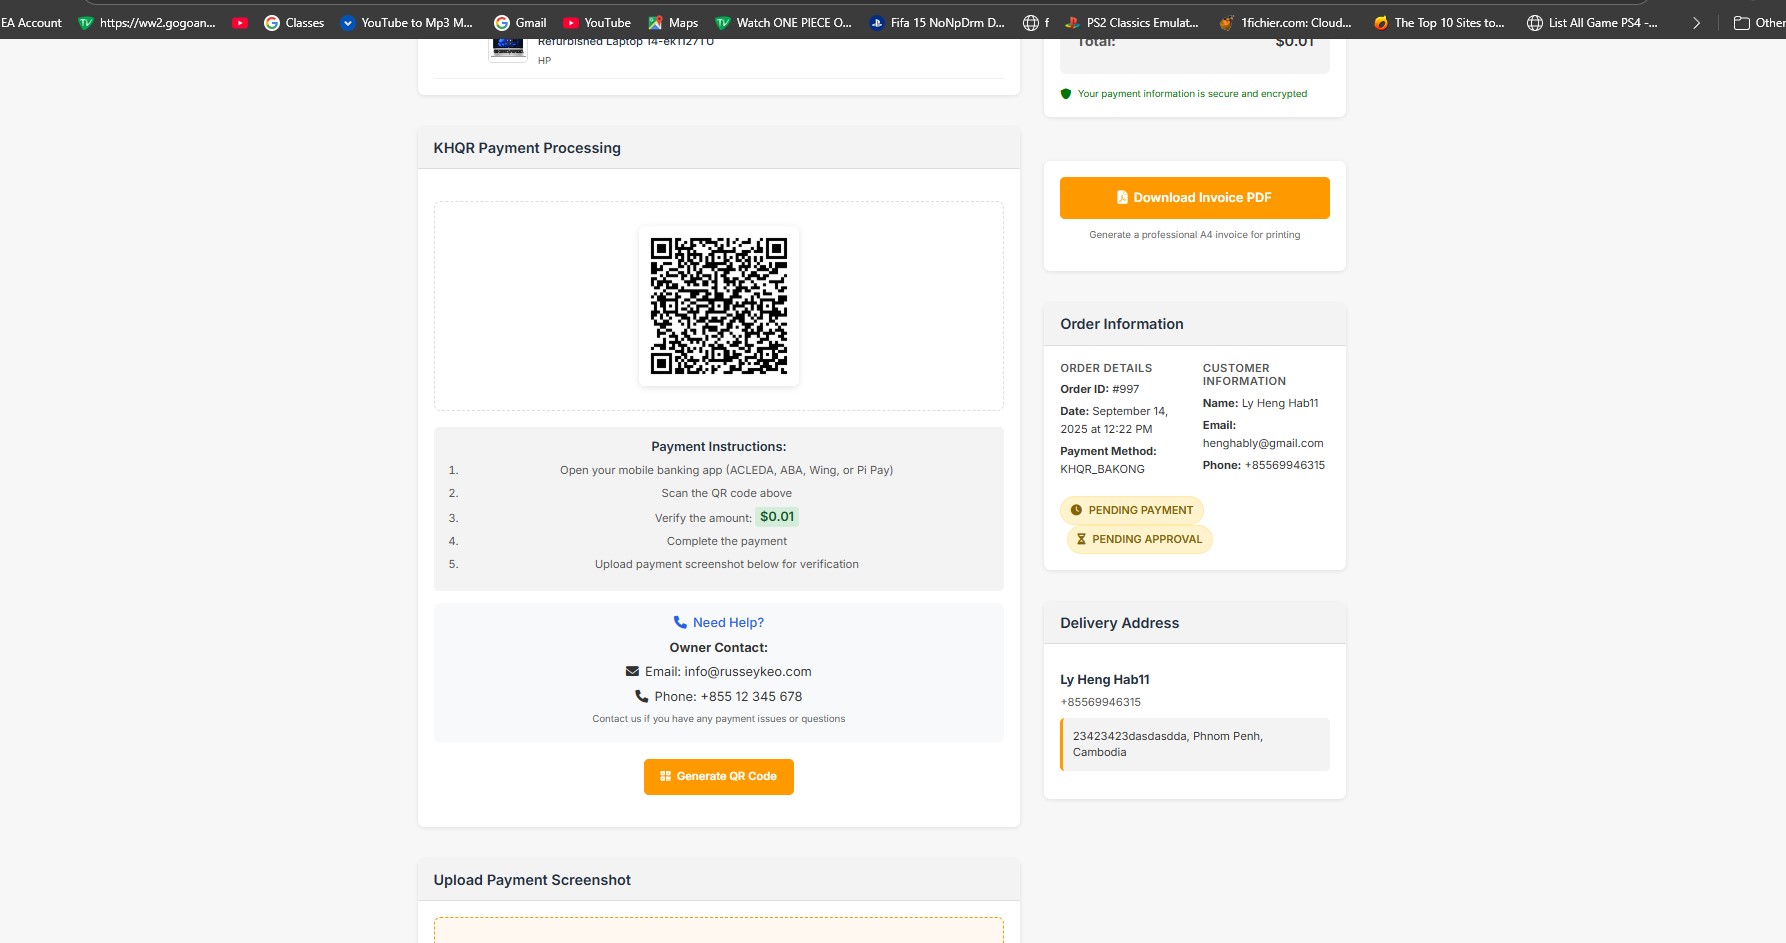 EA Account
https://ww2.gogoan...
Classes
YouTube to Mp3 M...
Gmail
YouTube
Maps
Watch ONE PIECE O...
Fifa 15 NoNpDrm D...
f
PS2 Classics Emulat...
1fichier.com: Cloud...
The Top 10 Sites to...
List All Game PS4 -...
Other
Refurbished Laptop 14-ek1127TU
HP
KHQR Payment Processing
Payment Instructions:
1. Open your mobile banking app (ACLEDA, ABA, Wing, or Pi Pay)
2. Scan the QR code above
3. Verify the amount: $0.01
4. Complete the payment
5. Upload payment screenshot below for verification
Need Help?
Owner Contact:
Email: info@russeykeo.com
Phone: +855 12 345 678
Contact us if you have any payment issues or questions
Generate QR Code
Upload Payment Screenshot
Total: $0.01
Your payment information is secure and encrypted
Download Invoice PDF
Generate a professional A4 invoice for printing
Order Information
ORDER DETAILS
Order ID: #997
Date: September 14,
2025 at 12:22 PM
Payment Method:
KHQR_BAKONG
CUSTOMER
INFORMATION
Name: Ly Heng Hab11
Email:
henghably@gmail.com
Phone: +85569946315
PENDING PAYMENT
PENDING APPROVAL
Delivery Address
Ly Heng Hab11
+85569946315
23423423dasdasdda, Phnom Penh,
Cambodia